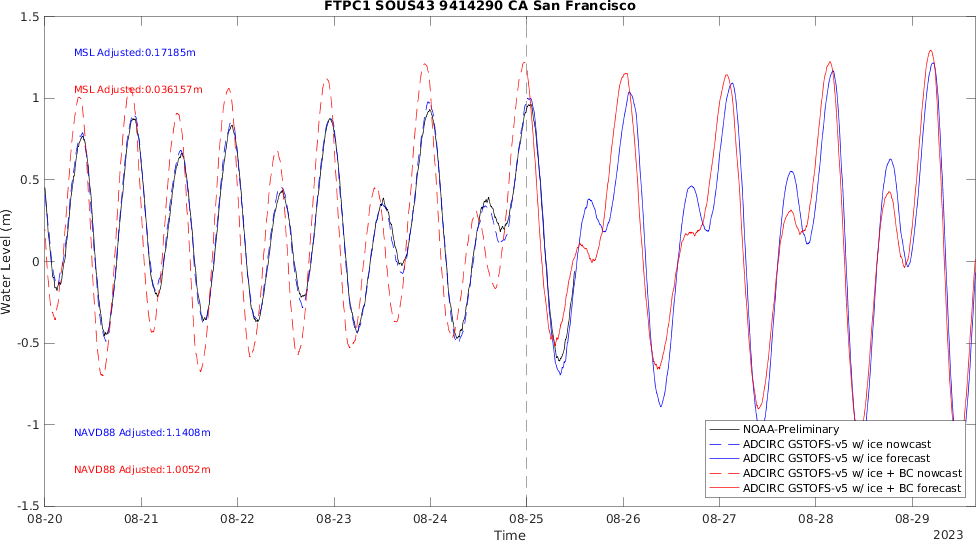 FTPC1 SOUS43 9414290 CA San Francisco
1.5
1
0.5
0
-0.5
-1
-1.5
Water Level (m)
MSL Adjusted:0.17185m
MSL Adjusted:0.036157m
NAVD88 Adjusted:1.1408m
NAVD88 Adjusted:1.0052m
NOAA-Preliminary
ADCIRC GSTOFS-v5 w/ ice nowcast
ADCIRC GSTOFS-v5 w/ ice forecast
ADCIRC GSTOFS-v5 w/ ice + BC nowcast
ADCIRC GSTOFS-v5 w/ ice + BC forecast
08-20 08-21 08-22 08-23 08-24 08-25 08-26 08-27 08-28 08-29
Time
2023